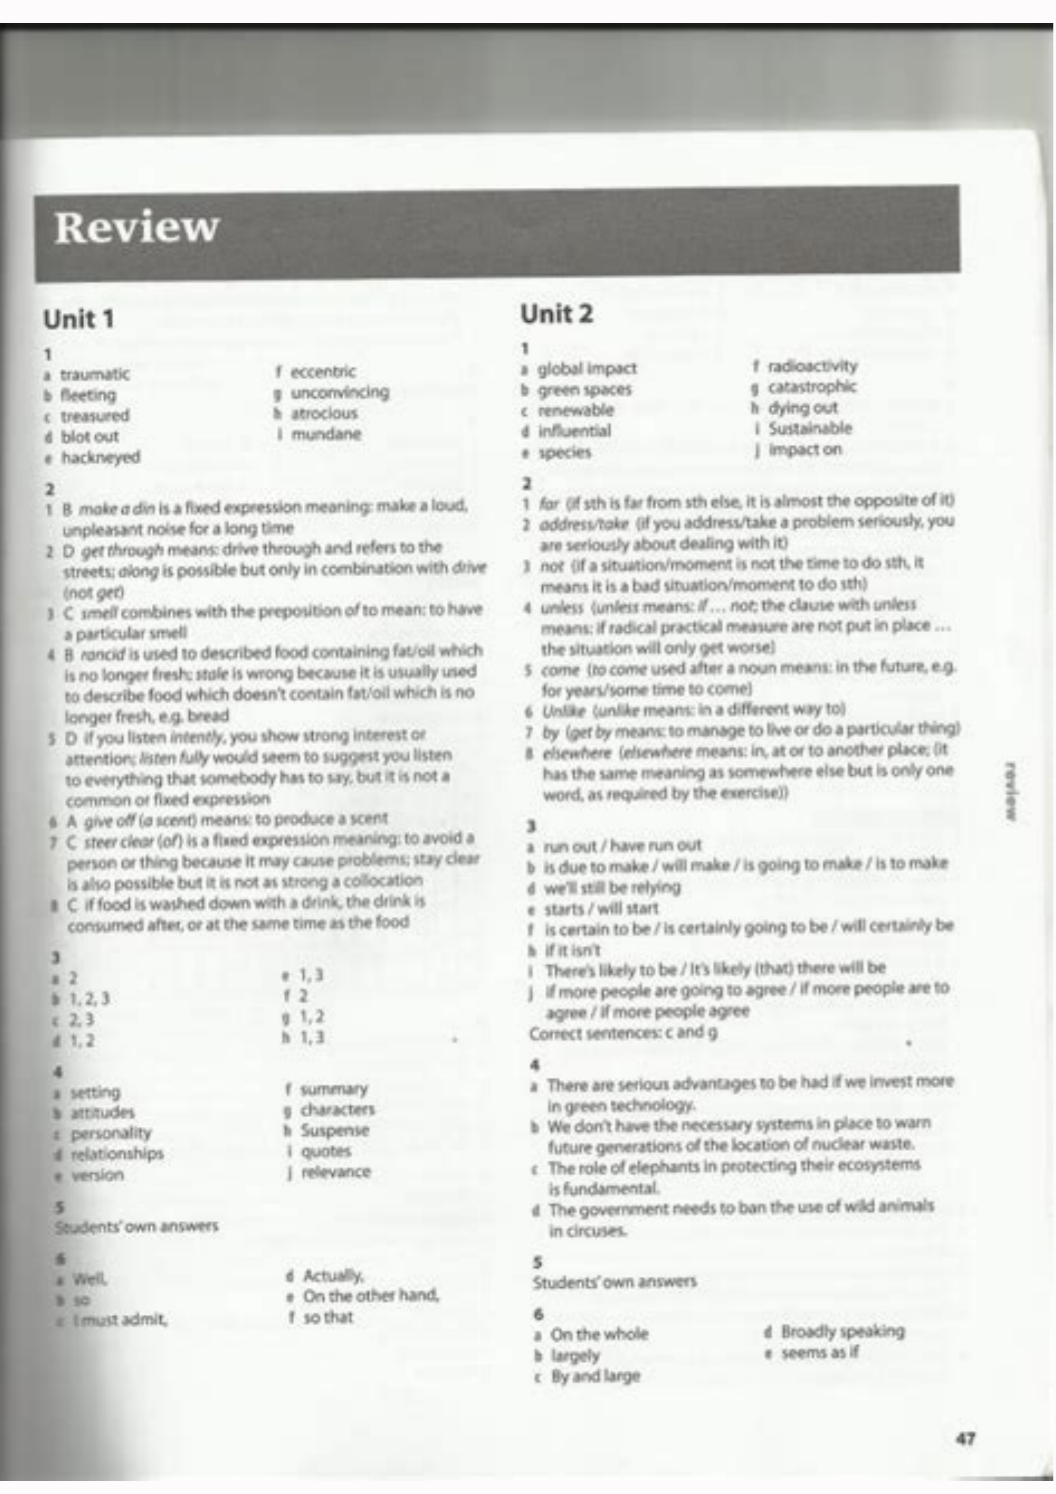 Review
Unit 1
1
a traumatic
b fleeting
c treasured
d blot out
e hackneyed
f eccentric
g unconvincing
h atrocious
i mundane
2
1 B make a din is a fixed expression meaning: make a loud,
unpleasant noise for a long time
2 D get through means: drive through and refers to the
streets; along is possible but only in combination with drive
(not get)
3 C smell combines with the preposition of to mean: to have
a particular smell
4 B rancid is used to described food containing fat/oil which
is no longer fresh; stale is wrong because it is usually used
to describe food which doesn't contain fat/oil which is no
longer fresh, e.g. bread
5 D if you listen intently, you show strong interest or
attention; listen fully would seem to suggest you listen
to everything that somebody has to say, but it is not a
common or fixed expression
6 A give off (a scent) means: to produce a scent
7 C steer clear (of) is a fixed expression meaning: to avoid a
person or thing because it may cause problems; stay clear
is also possible but it is not as strong a collocation
8 C if food is washed down with a drink, the drink is
consumed after, or at the same time as the food
3
a 2
b 1, 2, 3
c 2, 3
d 1, 2
e 1, 3
f 2
g 1, 2
h 1, 3
4
a setting
b attitudes
c personality
d relationships
e version
f summary
g characters
h Suspense
i quotes
j relevance
5
Students' own answers
6
a Well,
b so
c I must admit,
d Actually,
e On the other hand,
f so that
Unit 2
1
a global impact
b green spaces
c renewable
d influential
e species
f radioactivity
g catastrophic
h dying out
i Sustainable
j impact on
2
1 far (if sth is far from sth else, it is almost the opposite of it)
2 address/take (if you address/take a problem seriously, you
are seriously about dealing with it)
3 not (if a situation/moment is not the time to do sth, it
means it is a bad situation/moment to do sth)
4 unless (unless means: if … not; the clause with unless
means: if radical practical measure are not put in place …
the situation will only get worse)
5 come (to come used after a noun means: in the future, e.g.
for years/some time to come)
6 Unlike (unlike means: in a different way to)
7 by (get by means: to manage to live or do a particular thing)
8 elsewhere (elsewhere means: in, at or to another place; (it
has the same meaning as somewhere else but is only one
word, as required by the exercise))
3
a run out / have run out
b is due to make / will make / is going to make / is to make
d we'll still be relying
e starts / will start
f is certain to be / is certainly going to be / will certainly be
h if it isn't
i There's likely to be / It's likely (that) there will be
j if more people are going to agree / if more people are to
agree / if more people agree
Correct sentences: c and g
4
a There are serious advantages to be had if we invest more
in green technology.
b We don't have the necessary systems in place to warn
future generations of the location of nuclear waste.
c The role of elephants in protecting their ecosystems
is fundamental.
d The government needs to ban the use of wild animals
in circuses.
5
Students' own answers
6
a On the whole
b largely
c By and large
d Broadly speaking
e seems as if
review
47